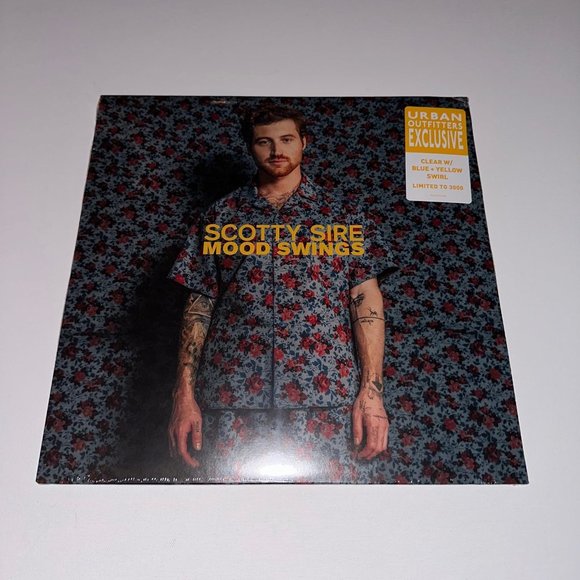 URBAN
OUTFITTERS
EXCLUSIVE
CLEAR W/
BLUE + YELLOW
SWIRL
LIMITED TO 3000
SCOTTY SIRE
MOOD SWINGS